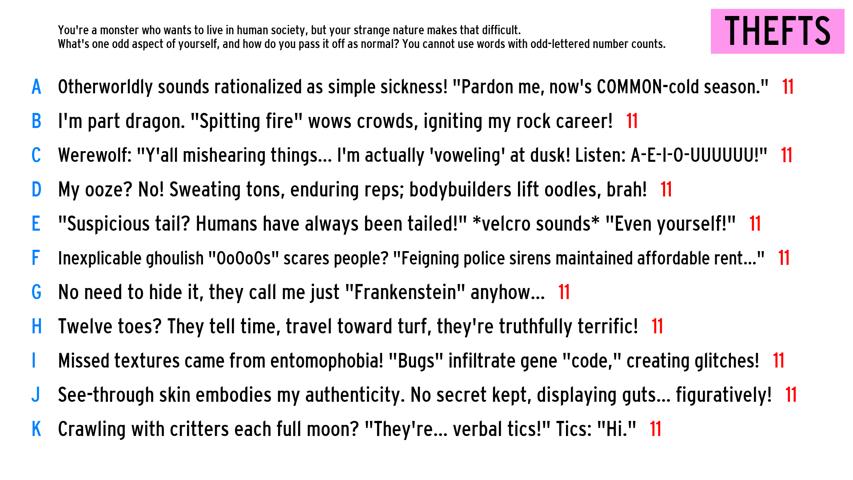 You're a monster who wants to live in human society, but your strange nature makes that difficult.
What's one odd aspect of yourself, and how do you pass it off as normal? You cannot use words with odd-lettered number counts.
THEFTS
A Otherworldly sounds rationalized as simple sickness! "Pardon me, now's COMMON-cold season." 11
B I'm part dragon. "Spitting fire" wows crowds, igniting my rock career! 11
C Werewolf: "Y'all mishearing things... I'm actually 'voweling' at dusk! Listen: A-E-I-O-UUUUUU!" 11
D My ooze? No! Sweating tons, enduring reps; bodybuilders lift oodles, brah! 11
E "Suspicious tail? Humans have always been tailed!" *velcro sounds* "Even yourself!" 11
F Inexplicable ghoulish "OoOoOs" scares people? "Feigning police sirens maintained affordable rent..." 11
G No need to hide it, they call me just "Frankenstein" anyhow... 11
H Twelve toes? They tell time, travel toward turf, they're truthfully terrific! 11
I Missed textures came from entomophobia! "Bugs" infiltrate gene "code," creating glitches! 11
J See-through skin embodies my authenticity. No secret kept, displaying guts... figuratively! 11
K Crawling with critters each full moon? "They're... verbal tics!" Tics: "Hi." 11